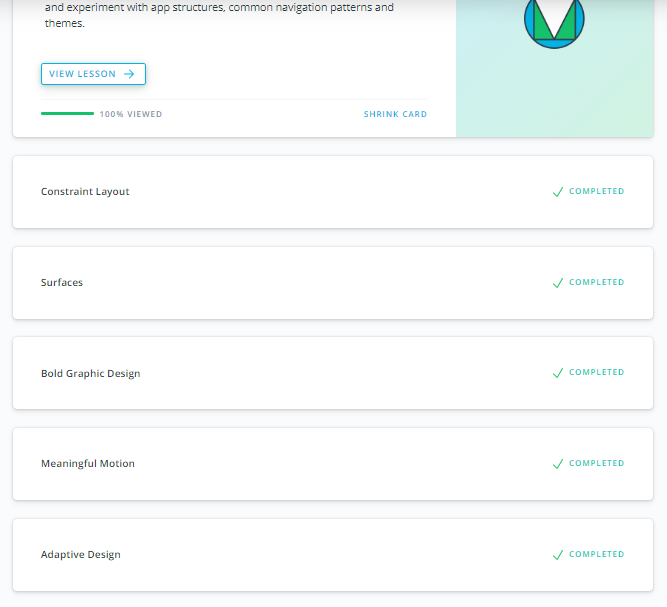 and experiment with app structures, common navigation patterns and
themes.
VIEW LESSON
100% VIEWED
SHRINK CARD
Constraint Layout
COMPLETED
Surfaces
COMPLETED
Bold Graphic Design
COMPLETED
Meaningful Motion
COMPLETED
Adaptive Design
COMPLETED